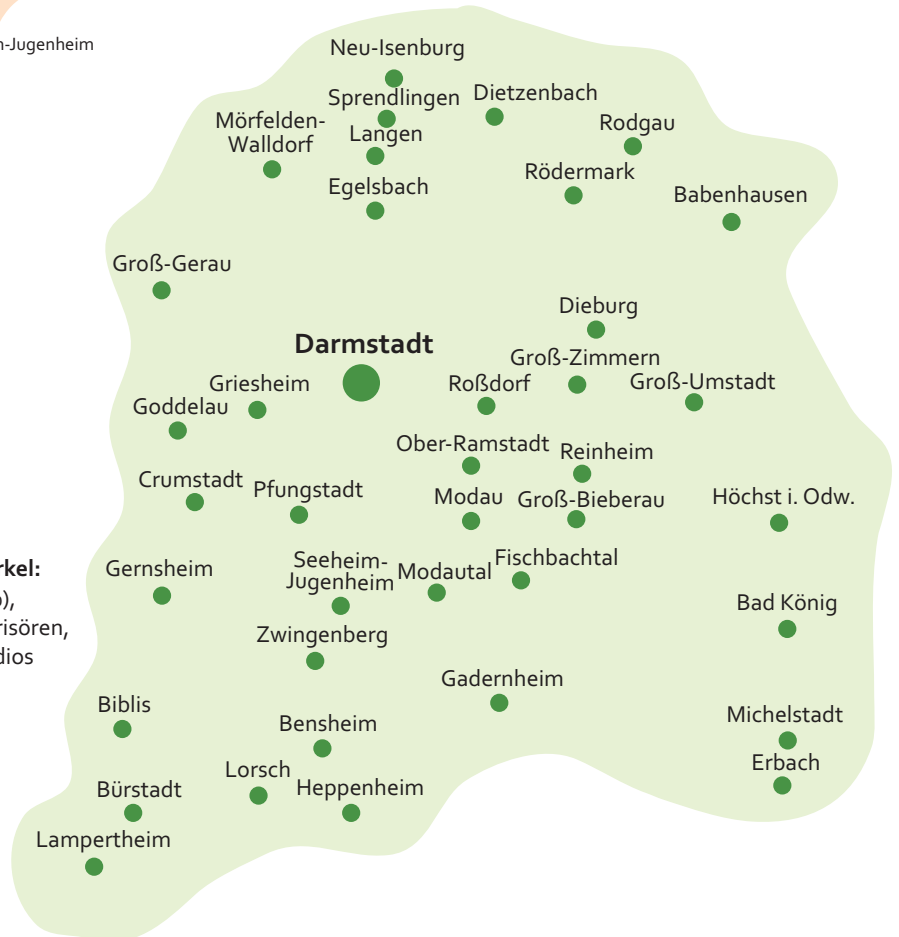 n-Jugenheim
Neu-Isenburg
Sprendlingen
Dietzenbach
Mörfelden-
Walldorf
Langen
Rodgau
Egelsbach
Rödermark
Babenhausen
Groß-Gerau
Dieburg
Darmstadt
Groß-Zimmern
Griesheim
Roßdorf
Groß-Umstadt
Goddelau
Ober-Ramstadt
Reinheim
Crumstadt
Pfungstadt
Modau
Groß-Bieberau
Höchst i. Odw.
rkel:
),
risören,
dios
Gernsheim
Seeheim-
Jugenheim
Modautal
Fischbachtal
Bad König
Zwingenberg
Gadernheim
Biblis
Bensheim
Michelstadt
Erbach
Lorsch
Heppenheim
Bürstadt
Lampertheim